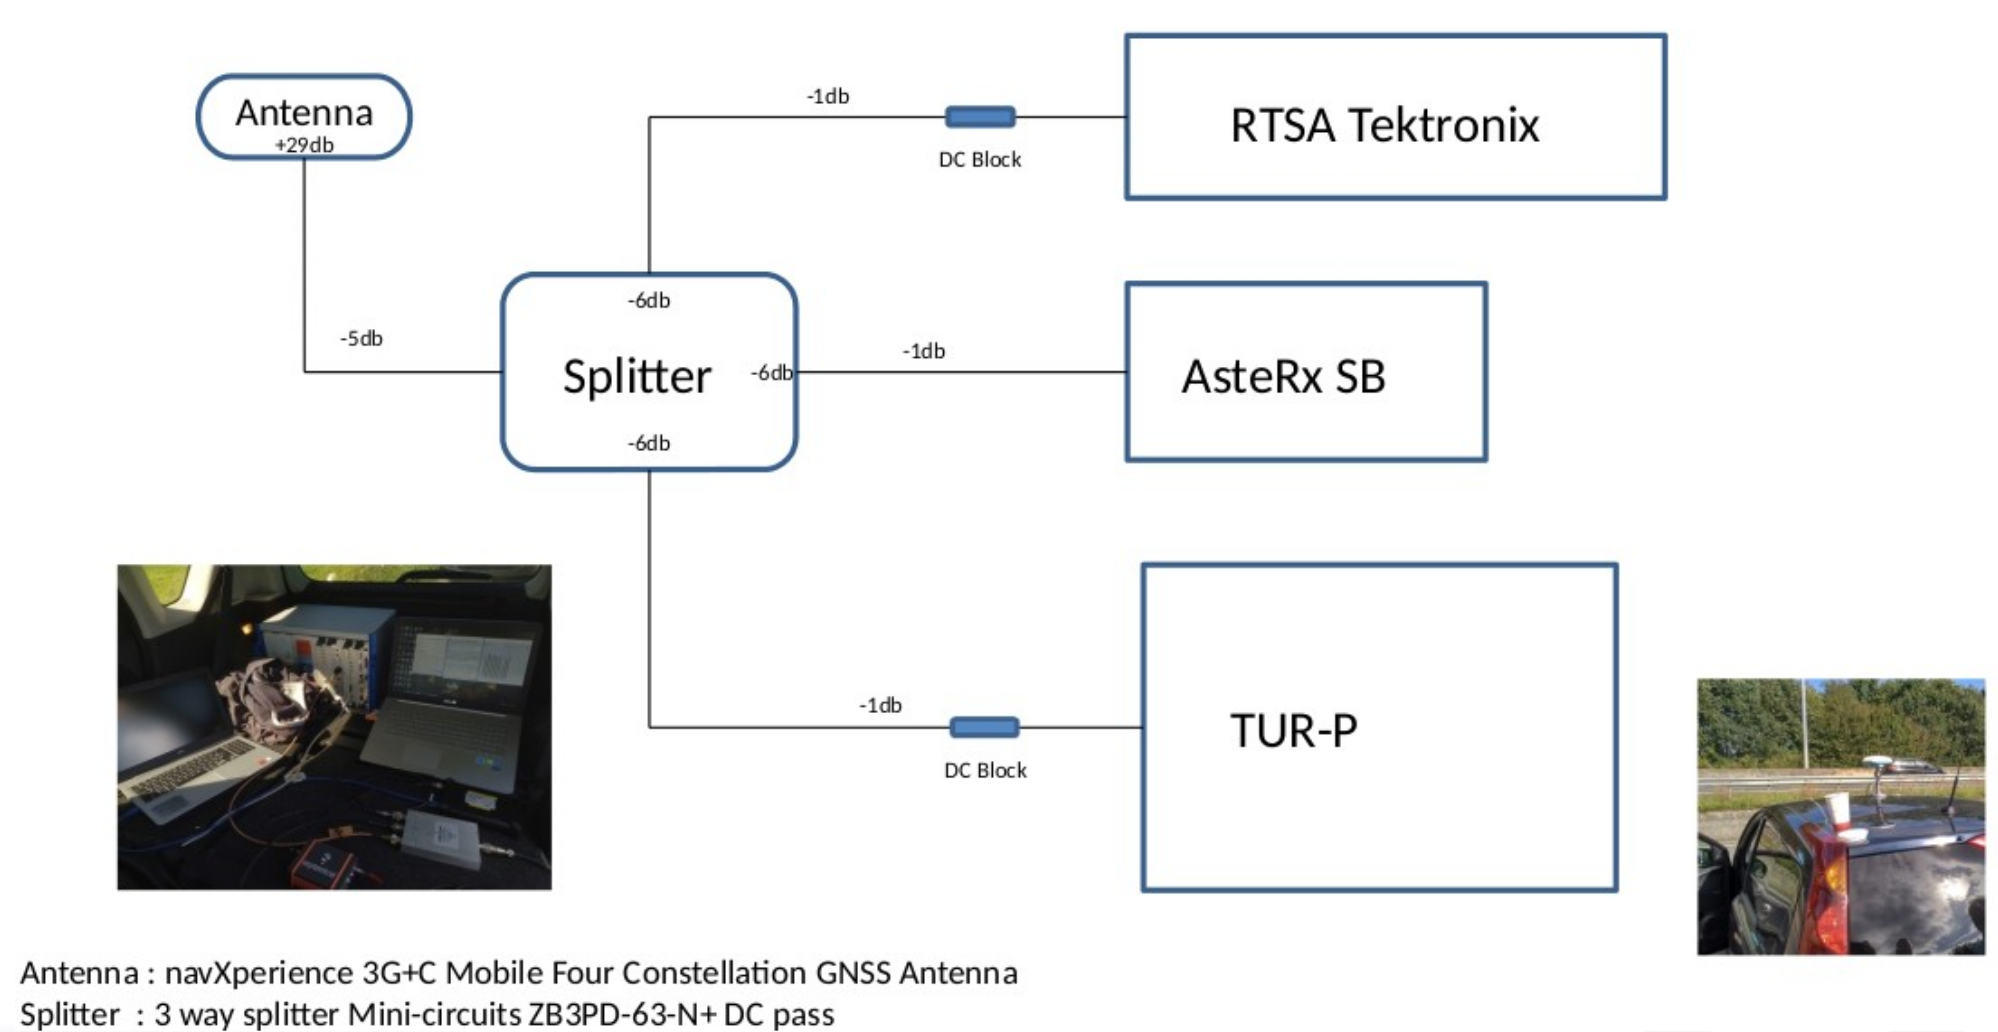 Antenna
+29db
-1db
DC Block
RTSA Tektronix
-5db
-6db
Splitter
-6db
-6db
-1db
AsteRx SB
-1db
DC Block
TUR-P
Antenna : navXperience 3G+C Mobile Four Constellation GNSS Antenna
Splitter : 3 way splitter Mini-circuits ZB3PD-63-N+ DC pass